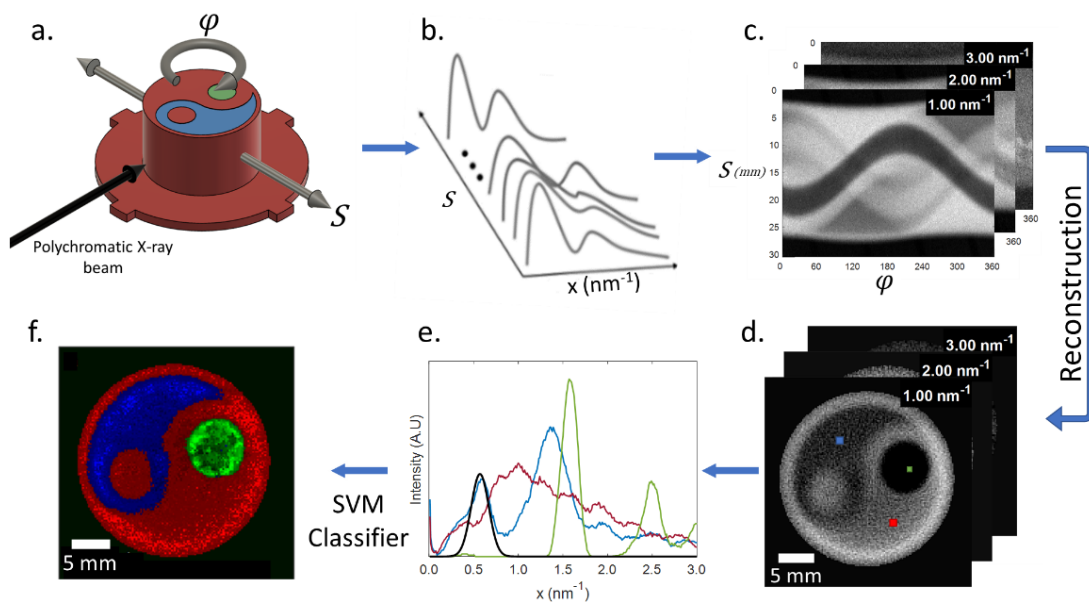 a.
φ
S
Polychromatic X-ray
beam
b.
S
x (nm⁻¹)
c.
0
3.00 nm⁻¹
0
2.00 nm⁻¹
0
1.00 nm⁻¹
5
10
S (mm)
15
20
25
30
0 60 120 180 240 300 360
360
360
φ
Reconstruction
d.
3.00 nm⁻¹
2.00 nm⁻¹
1.00 nm⁻¹
5 mm
e.
Intensity (A.U)
0.0 0.5 1.0 1.5 2.0 2.5 3.0
x (nm⁻¹)
SVM
Classifier
f.
5 mm